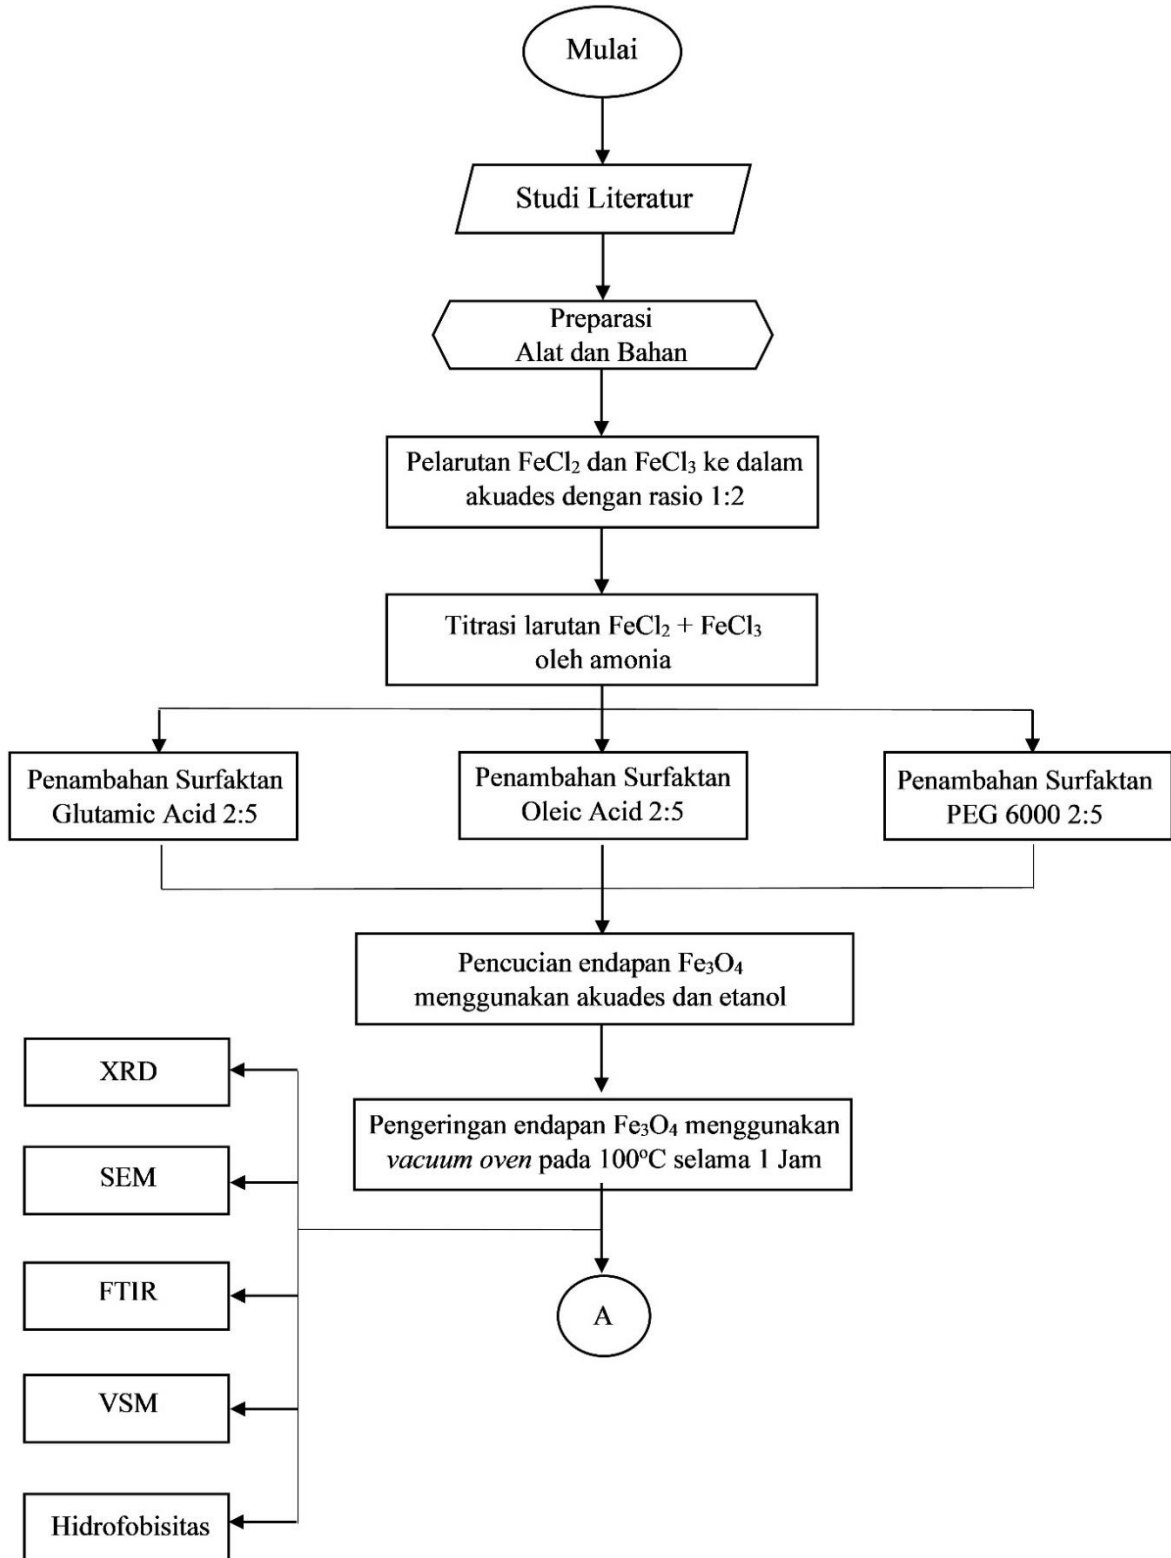 Mulai
Studi Literatur
Preparasi
Alat dan Bahan
Pelarutan FeCl₂ dan FeCl₃ ke dalam
akuades dengan rasio 1:2
Titrasi larutan FeCl₂ + FeCl₃
oleh amonia
Penambahan Surfaktan
Glutamic Acid 2:5
Penambahan Surfaktan
Oleic Acid 2:5
Penambahan Surfaktan
PEG 6000 2:5
Pencucian endapan Fe₃O₄
menggunakan akuades dan etanol
Pengeringan endapan Fe₃O₄ menggunakan
vacuum oven pada 100ºC selama 1 Jam
XRD
SEM
FTIR
VSM
Hidrofobisitas
A